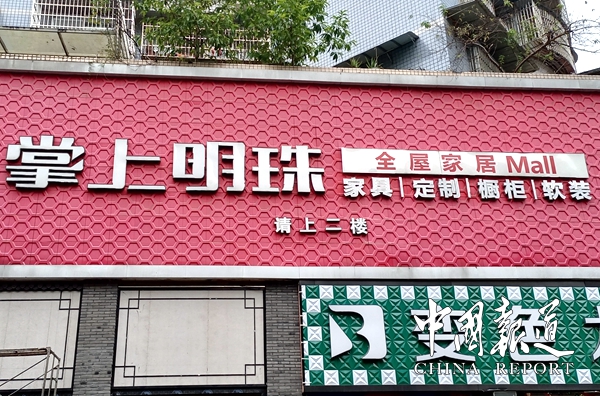 掌上明珠
全屋家居Mall
家具|定制|橱柜|软装
请上二楼
中国报道
CHINA REPORT